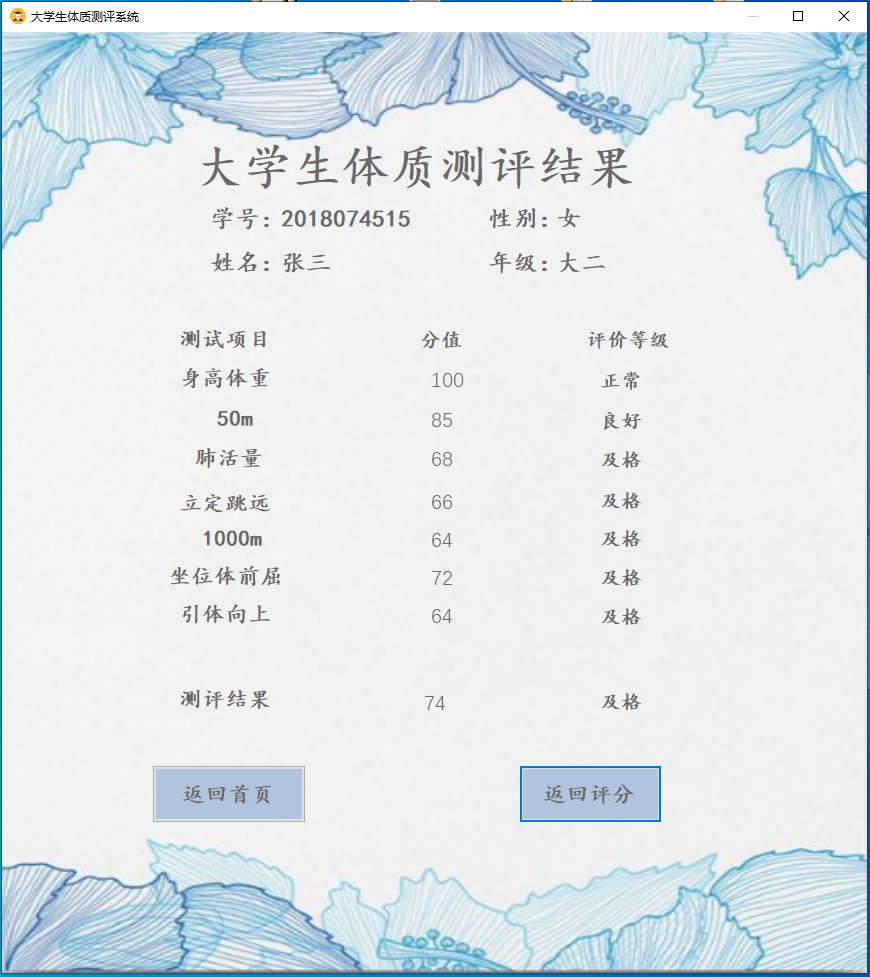 大学生体质测评系统
大学生体质测评结果
学号：2018074515 性别：女
姓名：张三 年级：大二
测试项目 分值 评价等级
身高体重 100 正常
50m 85 良好
肺活量 68 及格
立定跳远 66 及格
1000m 64 及格
坐位体前屈 72 及格
引体向上 64 及格
测评结果 74 及格
返回首页 返回评分